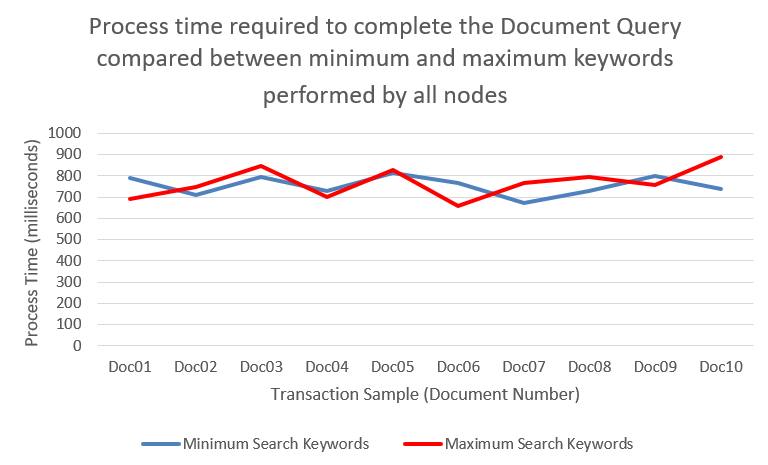 Process time required to complete the Document Query
compared between minimum and maximum keywords
performed by all nodes
Process Time (milliseconds)
1000
900
800
700
600
500
400
300
200
100
0
Doc01 Doc02 Doc03 Doc04 Doc05 Doc06 Doc07 Doc08 Doc09 Doc10
Transaction Sample (Document Number)
Minimum Search Keywords Maximum Search Keywords